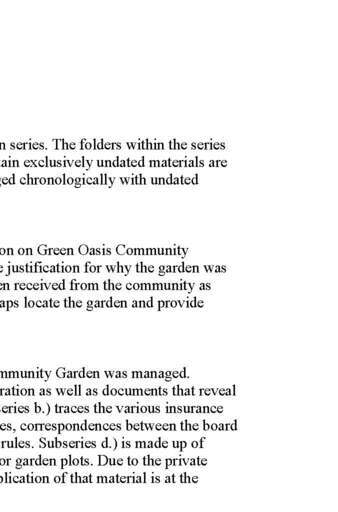 n series. The folders within the series
tain exclusively undated materials are
ged chronologically with undated
on on Green Oasis Community
e justification for why the garden was
en received from the community as
aps locate the garden and provide
mmunity Garden was managed.
ration as well as documents that reveal
eries b.) traces the various insurance
es, correspondences between the board
rules. Subseries d.) is made up of
or garden plots. Due to the private
plication of that material is at the